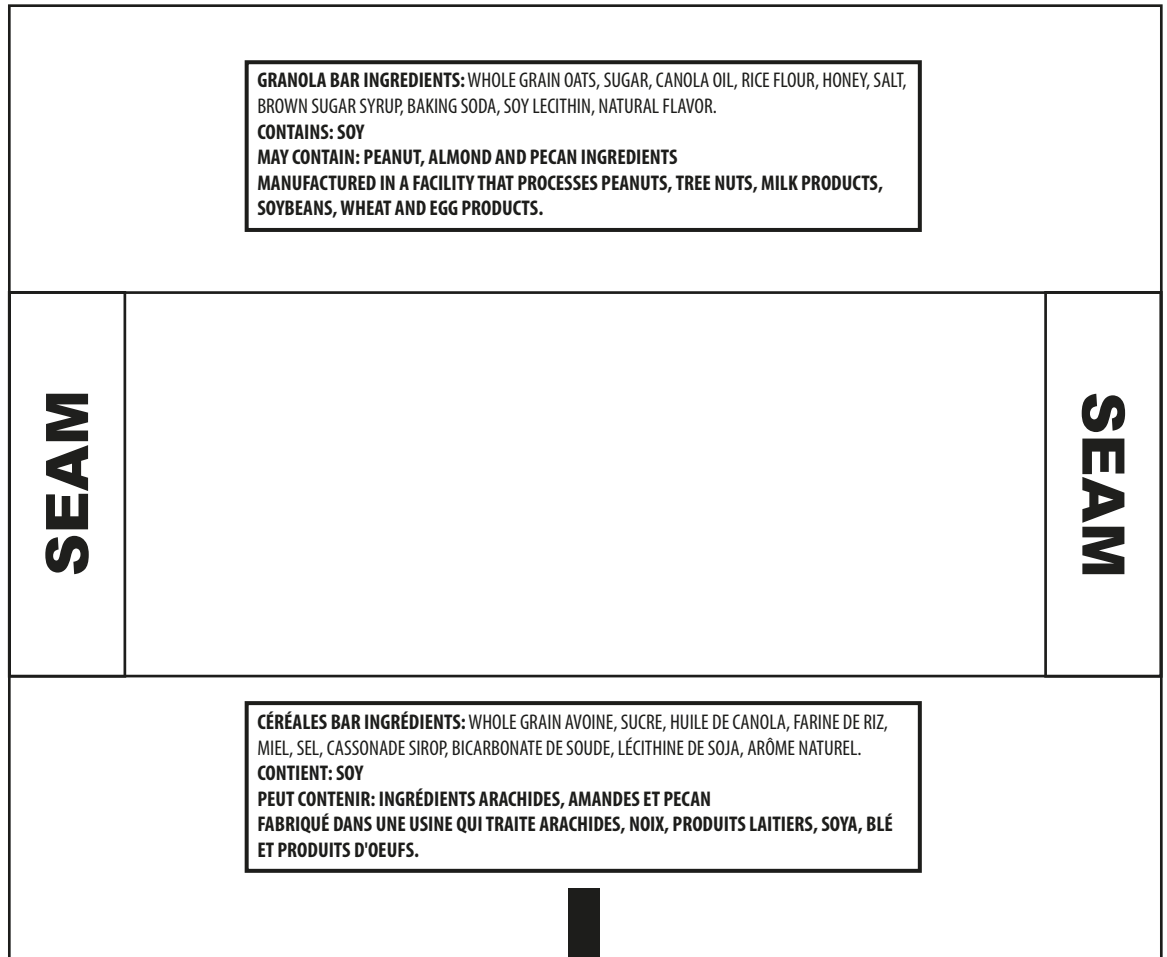 GRANOLA BAR INGREDIENTS: WHOLE GRAIN OATS, SUGAR, CANOLA OIL, RICE FLOUR, HONEY, SALT,
BROWN SUGAR SYRUP, BAKING SODA, SOY LECITHIN, NATURAL FLAVOR.
CONTAINS: SOY
MAY CONTAIN: PEANUT, ALMOND AND PECAN INGREDIENTS
MANUFACTURED IN A FACILITY THAT PROCESSES PEANUTS, TREE NUTS, MILK PRODUCTS,
SOYBEANS, WHEAT AND EGG PRODUCTS.
SEAM
SEAM
CÉRÉALES BAR INGRÉDIENTS: WHOLE GRAIN AVOINE, SUCRE, HUILE DE CANOLA, FARINE DE RIZ,
MIEL, SEL, CASSONADE SIROP, BICARBONATE DE SOUDE, LÉCITHINE DE SOJA, ARÔME NATUREL.
CONTIENT: SOY
PEUT CONTENIR: INGRÉDIENTS ARACHIDES, AMANDES ET PECAN
FABRIQUÉ DANS UNE USINE QUI TRAITE ARACHIDES, NOIX, PRODUITS LAITIERS, SOYA, BLÉ
ET PRODUITS D'OEUFS.